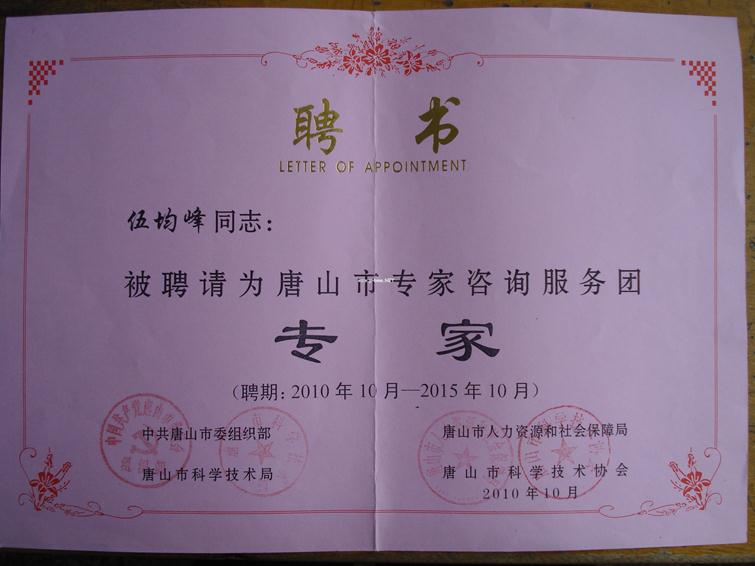 聘 书
LETTER OF APPOINTMENT
伍均峰同志：
被聘请为唐山市专家咨询服务团
专 家
（聘期：2010年10月—2015年10月）
中共唐山市委组织部
唐山市人力资源和社会保障局
唐山市科学技术局
唐山市科学技术协会
2010年10月